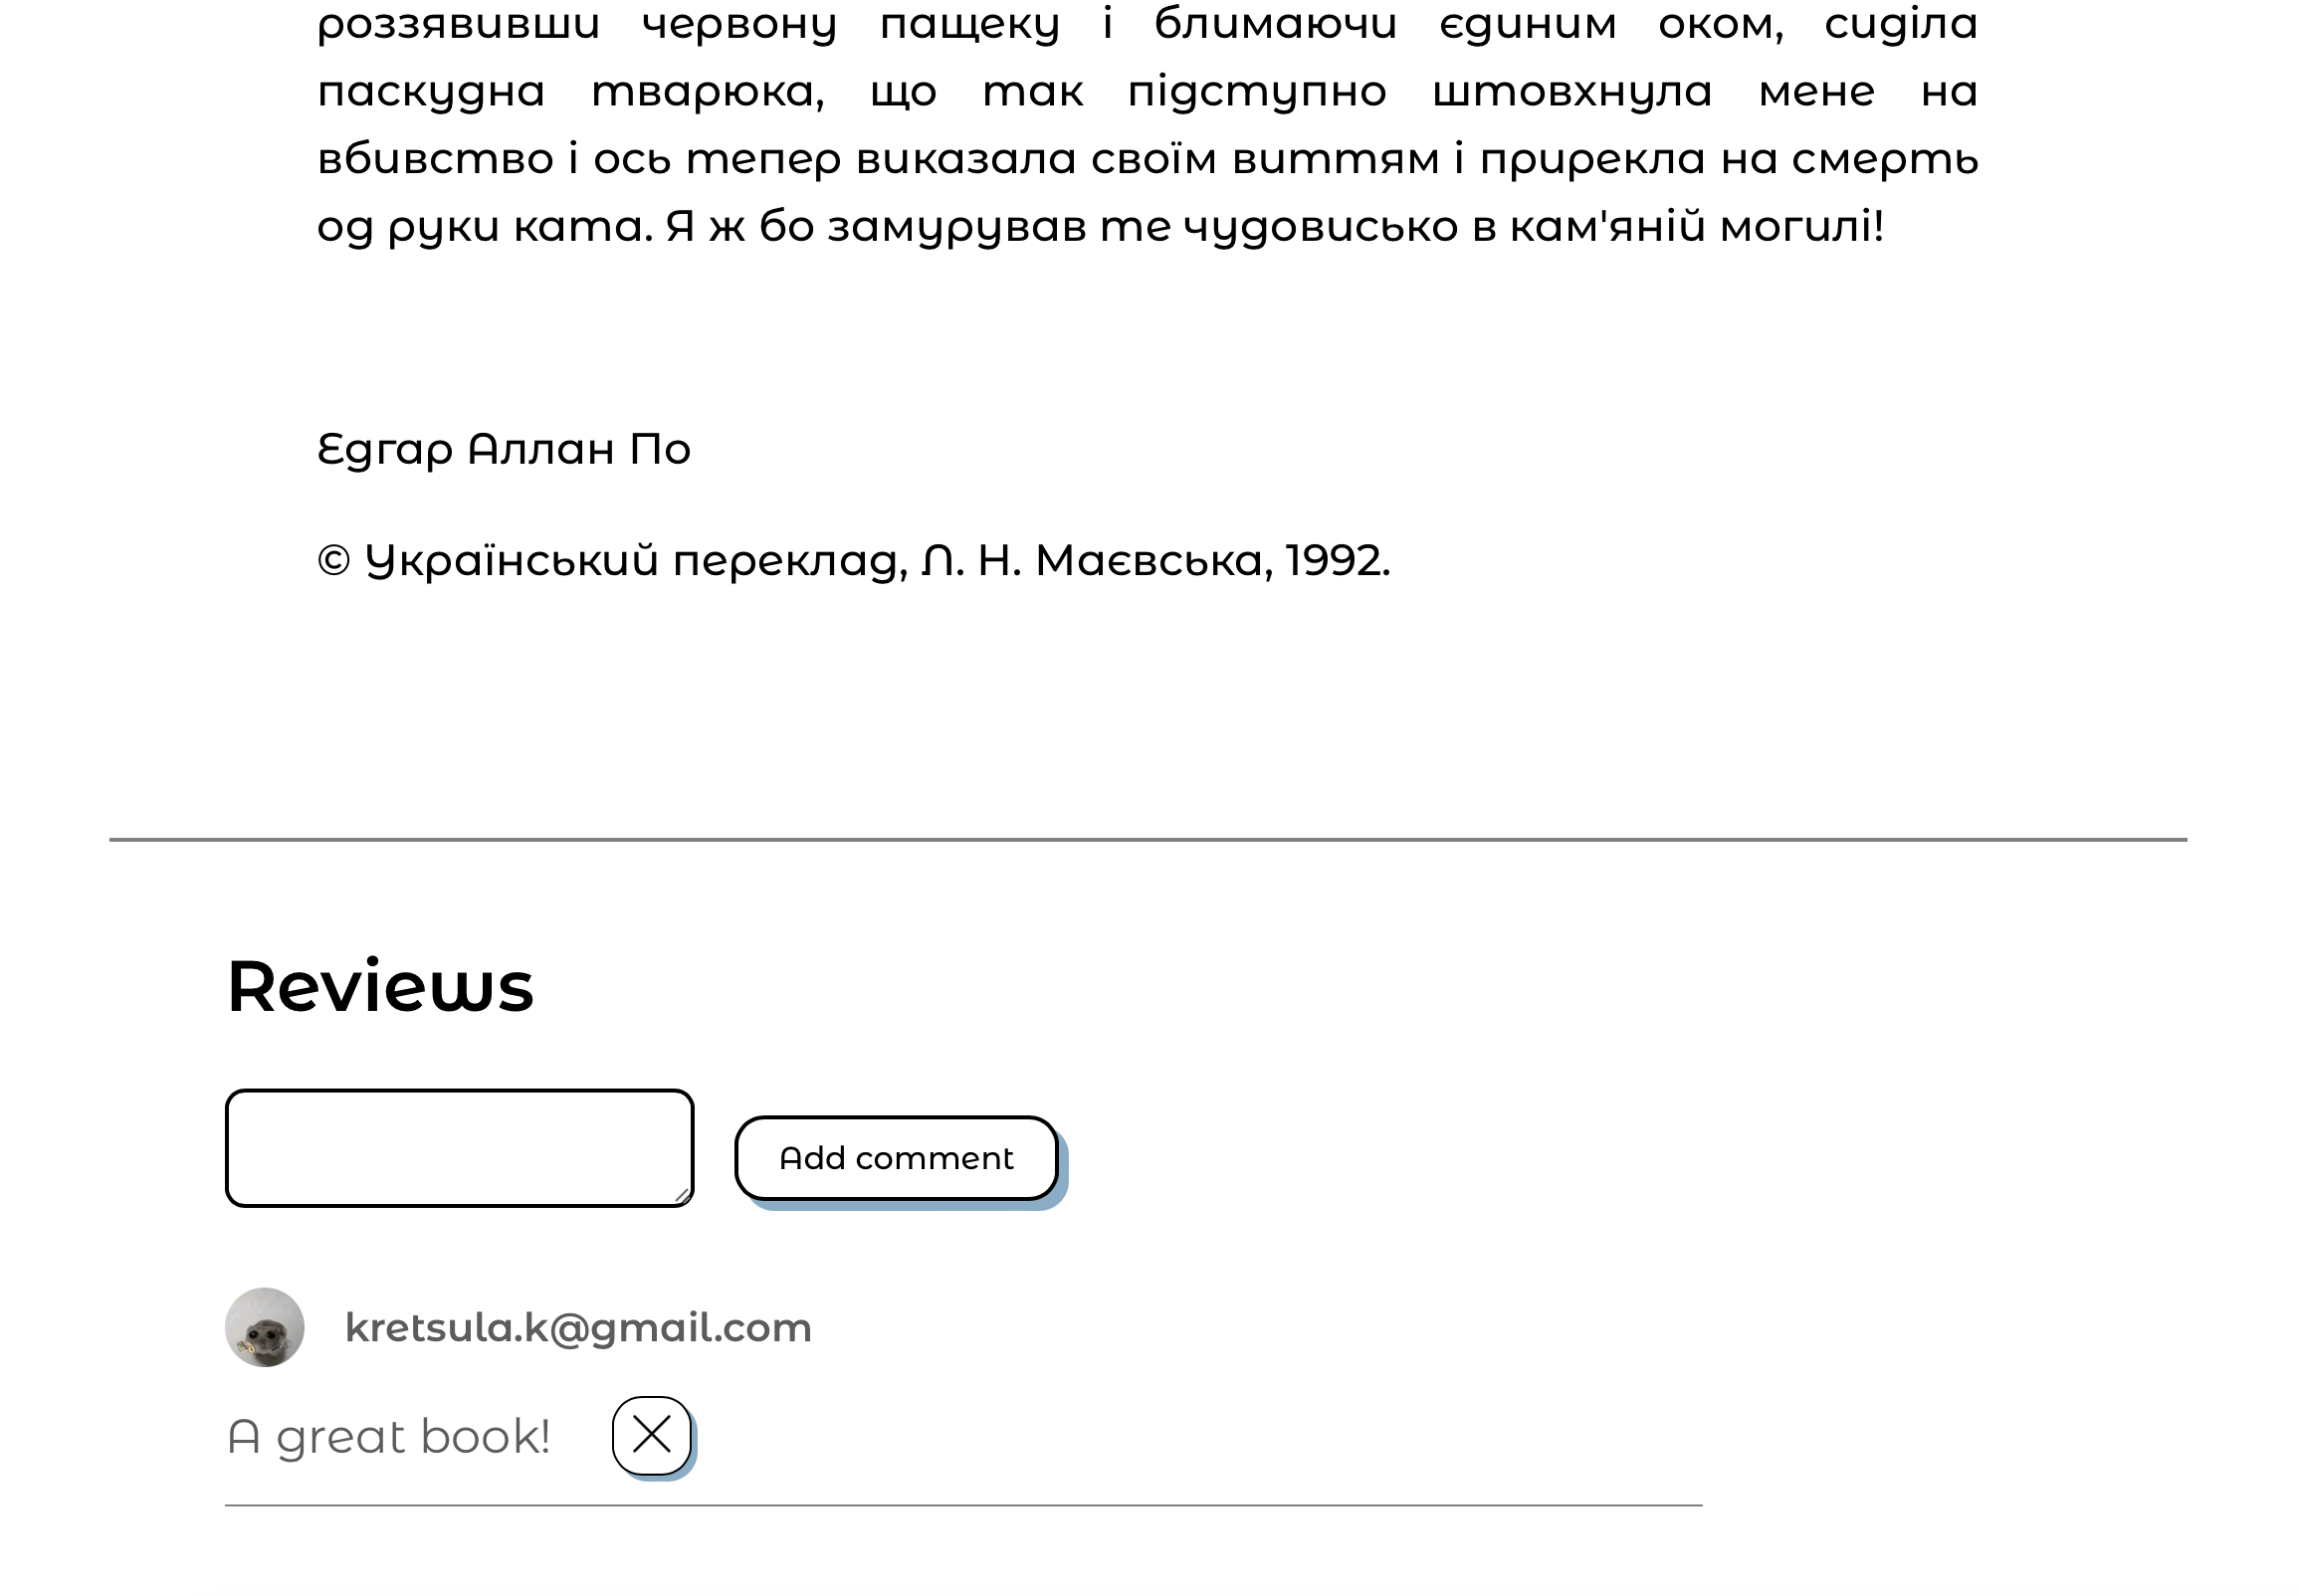 роззявивши червону пащеку і блимаючи єдиним оком, сиділа
паскудна тварюка, що так підступно штовхнула мене на
вбивство і ось тепер виказала своїм виттям і прирекла на смерть
од руки ката. Я ж бо замурував те чудовисько в кам'яній могилі!
Едгар Аллан По
© Український переклад, Л. Н. Маєвська, 1992.
Reviews
Add comment
kretsula.k@gmail.com
A great book!